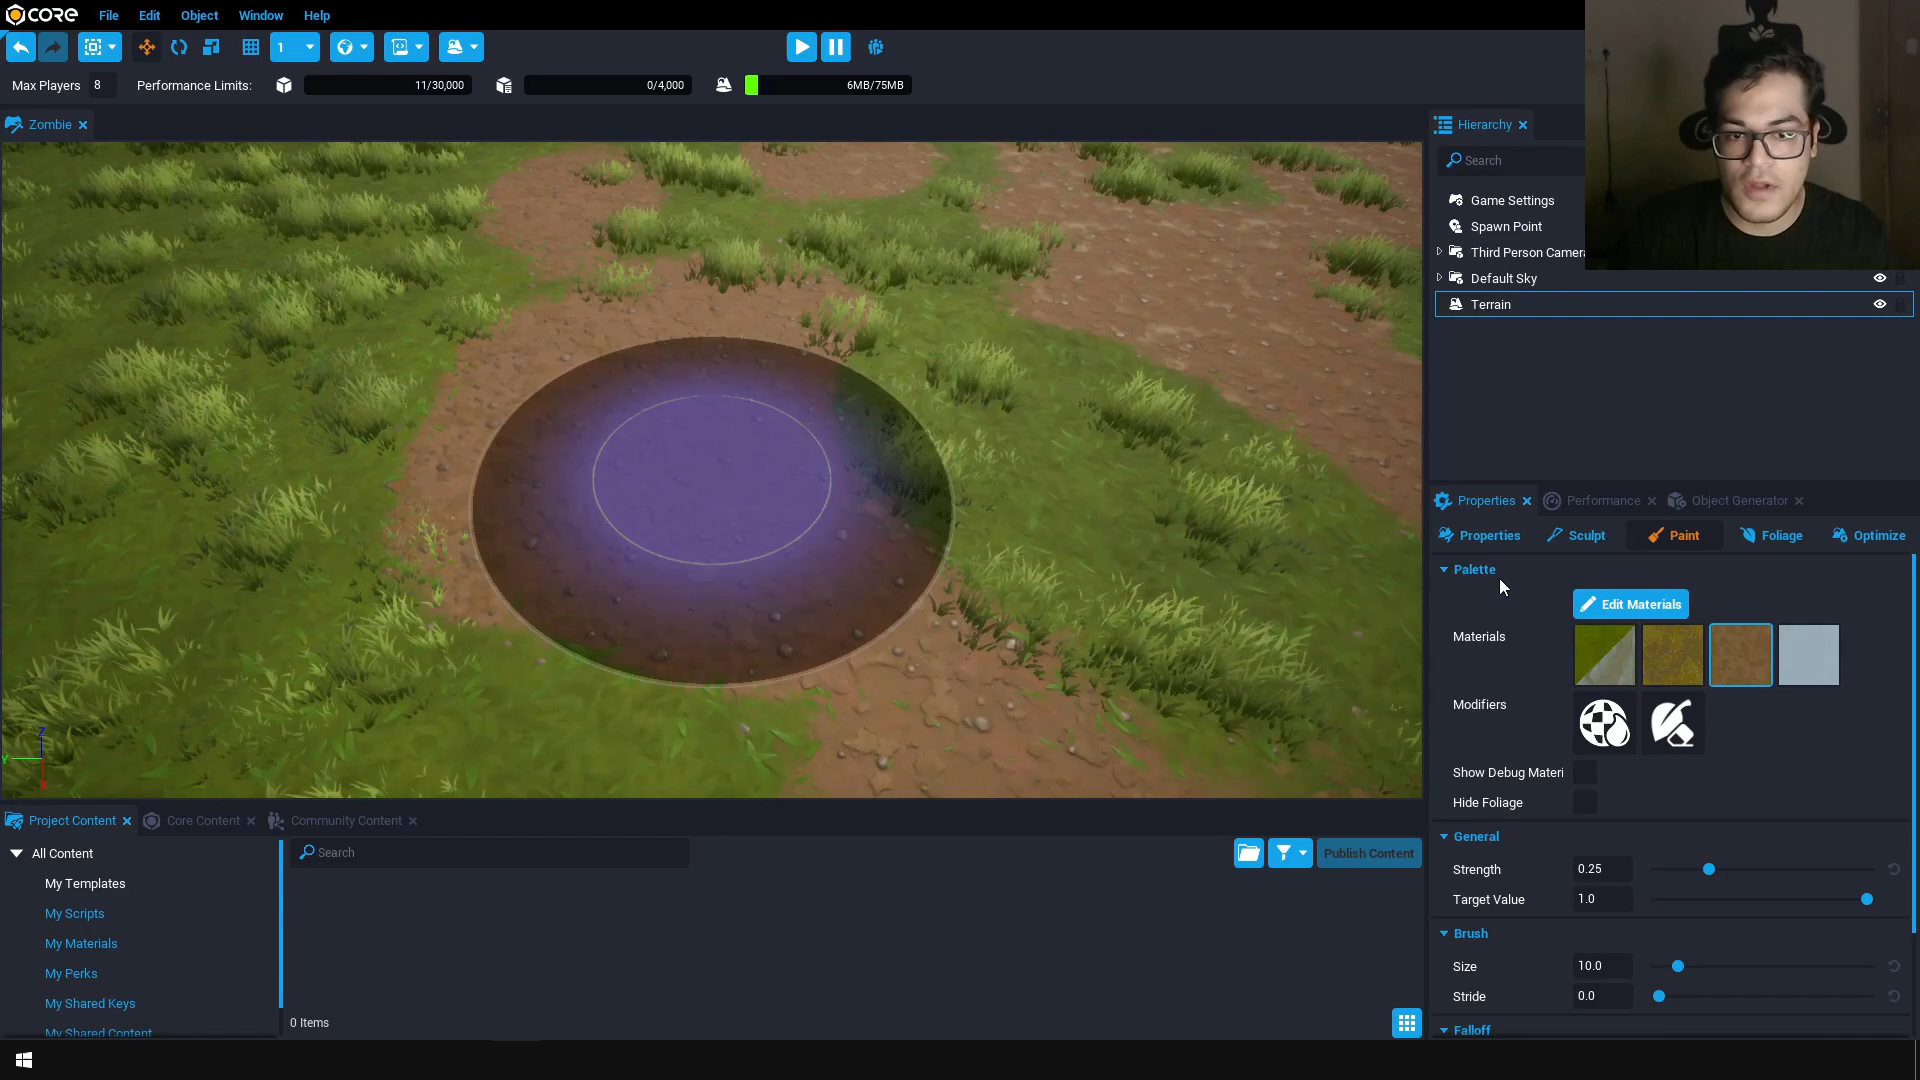 CORE File Edit Object Window Help
1
Max Players 8 Performance Limits: 11/30,000 0/4,000 6MB/75MB
Zombie
Hierarchy
Search
Game Settings
Spawn Point
Third Person Camera
Default Sky
Terrain
Z
Y
Properties Performance Object Generator
Properties Sculpt Paint Foliage Optimize
Palette
Edit Materials
Materials
Modifiers
Show Debug Materi
Hide Foliage
General
Strength 0.25
Target Value 1.0
Brush
Size 10.0
Stride 0.0
Falloff
Project Content Core Content Community Content
All Content
My Templates
My Scripts
My Materials
My Perks
My Shared Keys
My Shared Content
Search
Publish Content
0 Items